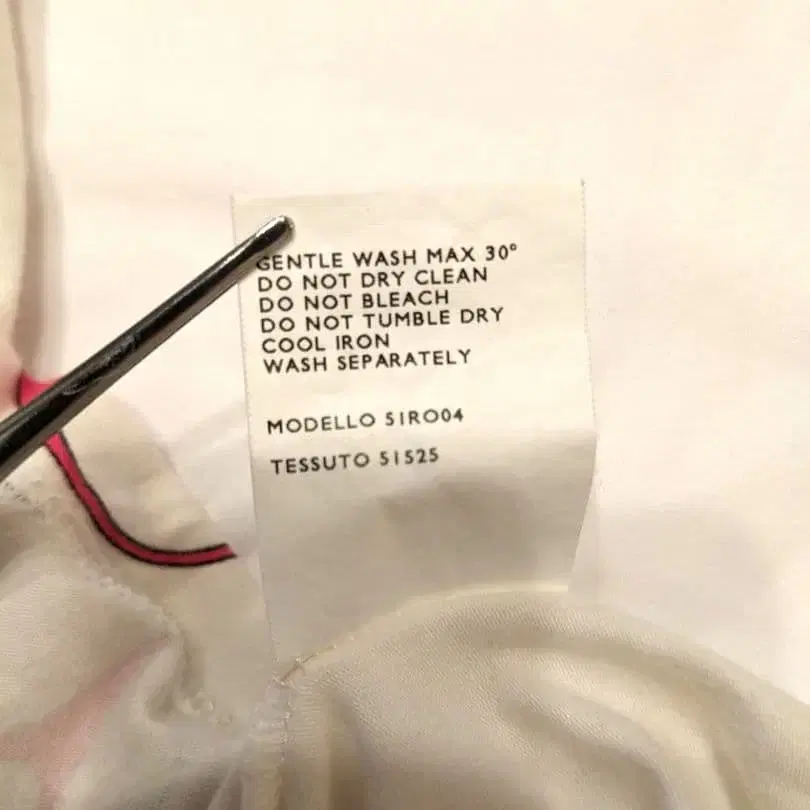 GENTLE WASH MAX 30°
DO NOT DRY CLEAN
DO NOT BLEACH
DO NOT TUMBLE DRY
COOL IRON
WASH SEPARATELY
MODELLO 51RO04
TESSUTO 51525